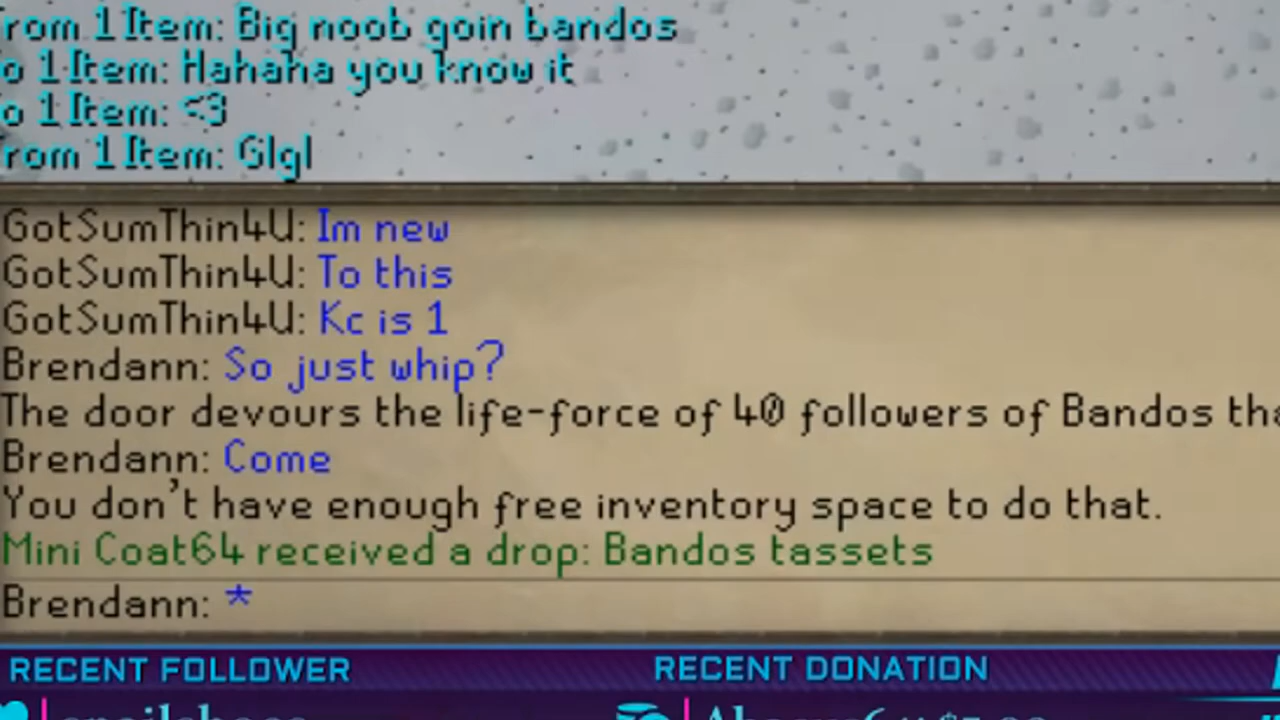 rom 1 Item: Big noob goin bandos
o 1 Item: Hahaha you know it
o 1 Item: <3
rom 1 Item: Glgl
GotSumThin4U: Im new
GotSumThin4U: To this
GotSumThin4U: Kc is 1
Brendann: So just whip?
The door devours the life-force of 40 followers of Bandos tha
Brendann: Come
You don't have enough free inventory space to do that.
Mini Coat64 received a drop: Bandos tassets
Brendann: *
RECENT FOLLOWER RECENT DONATION